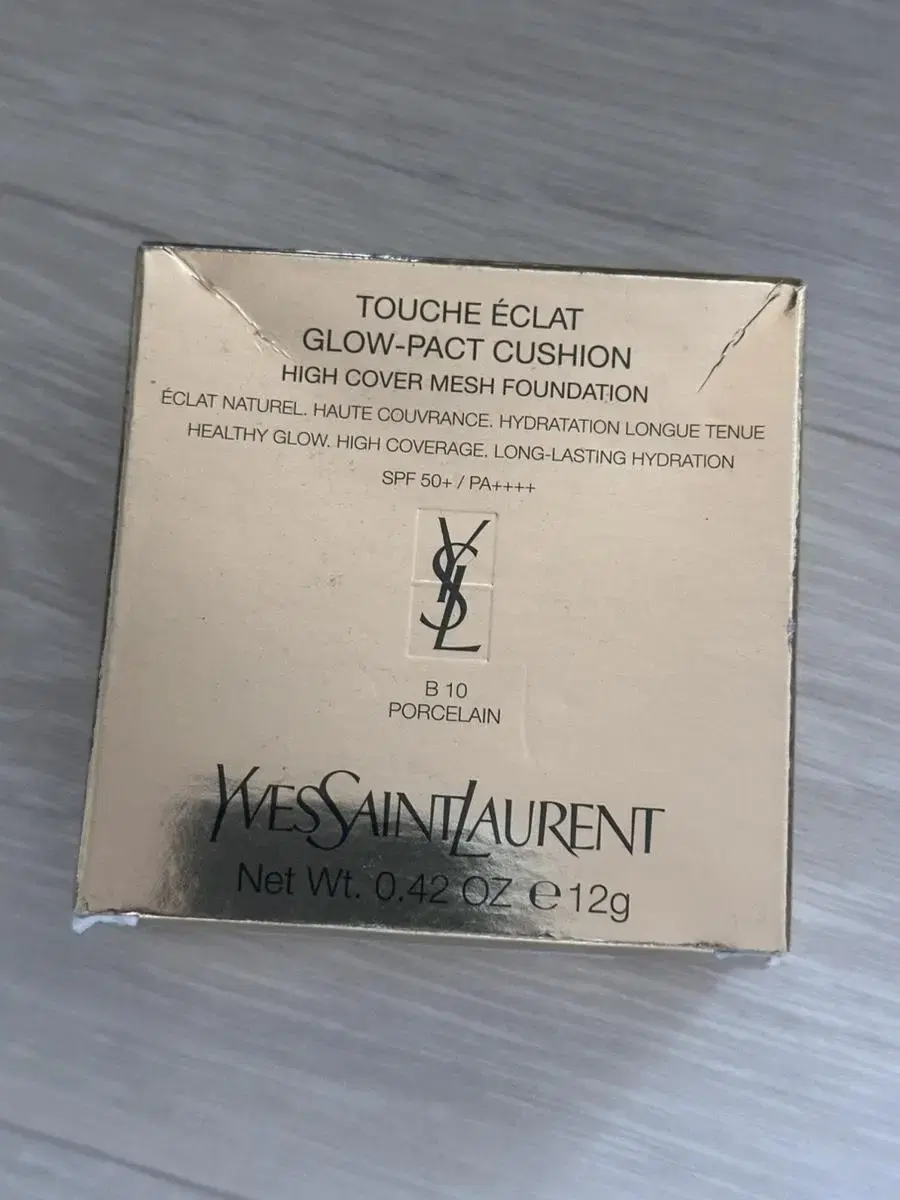 TOUCHE ÉCLAT
GLOW-PACT CUSHION
HIGH COVER MESH FOUNDATION
ÉCLAT NATUREL. HAUTE COUVRANCE. HYDRATATION LONGUE TENUE
HEALTHY GLOW. HIGH COVERAGE. LONG-LASTING HYDRATION
SPF 50+ / PA++++
YSL
B 10
PORCELAIN
YVESSAINTLAURENT
Net Wt. 0.42 OZ e 12g